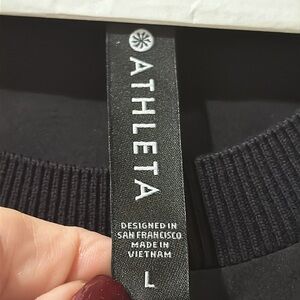 ATHLETA
DESIGNED IN
SAN FRANCISCO
MADE IN
VIETNAM
L